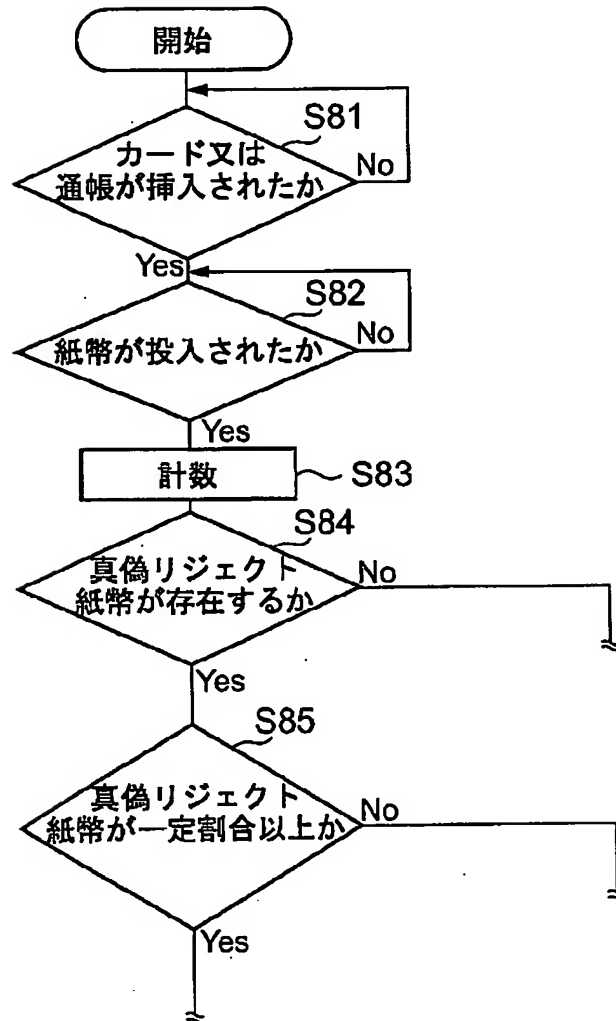 開始
S81
カード又は
通帳が挿入されたか
No
Yes
S82
紙幣が投入されたか
No
Yes
計数
S83
S84
真偽リジェクト
紙幣が存在するか
No
Yes
S85
真偽リジェクト
紙幣が一定割合以上か
No
Yes